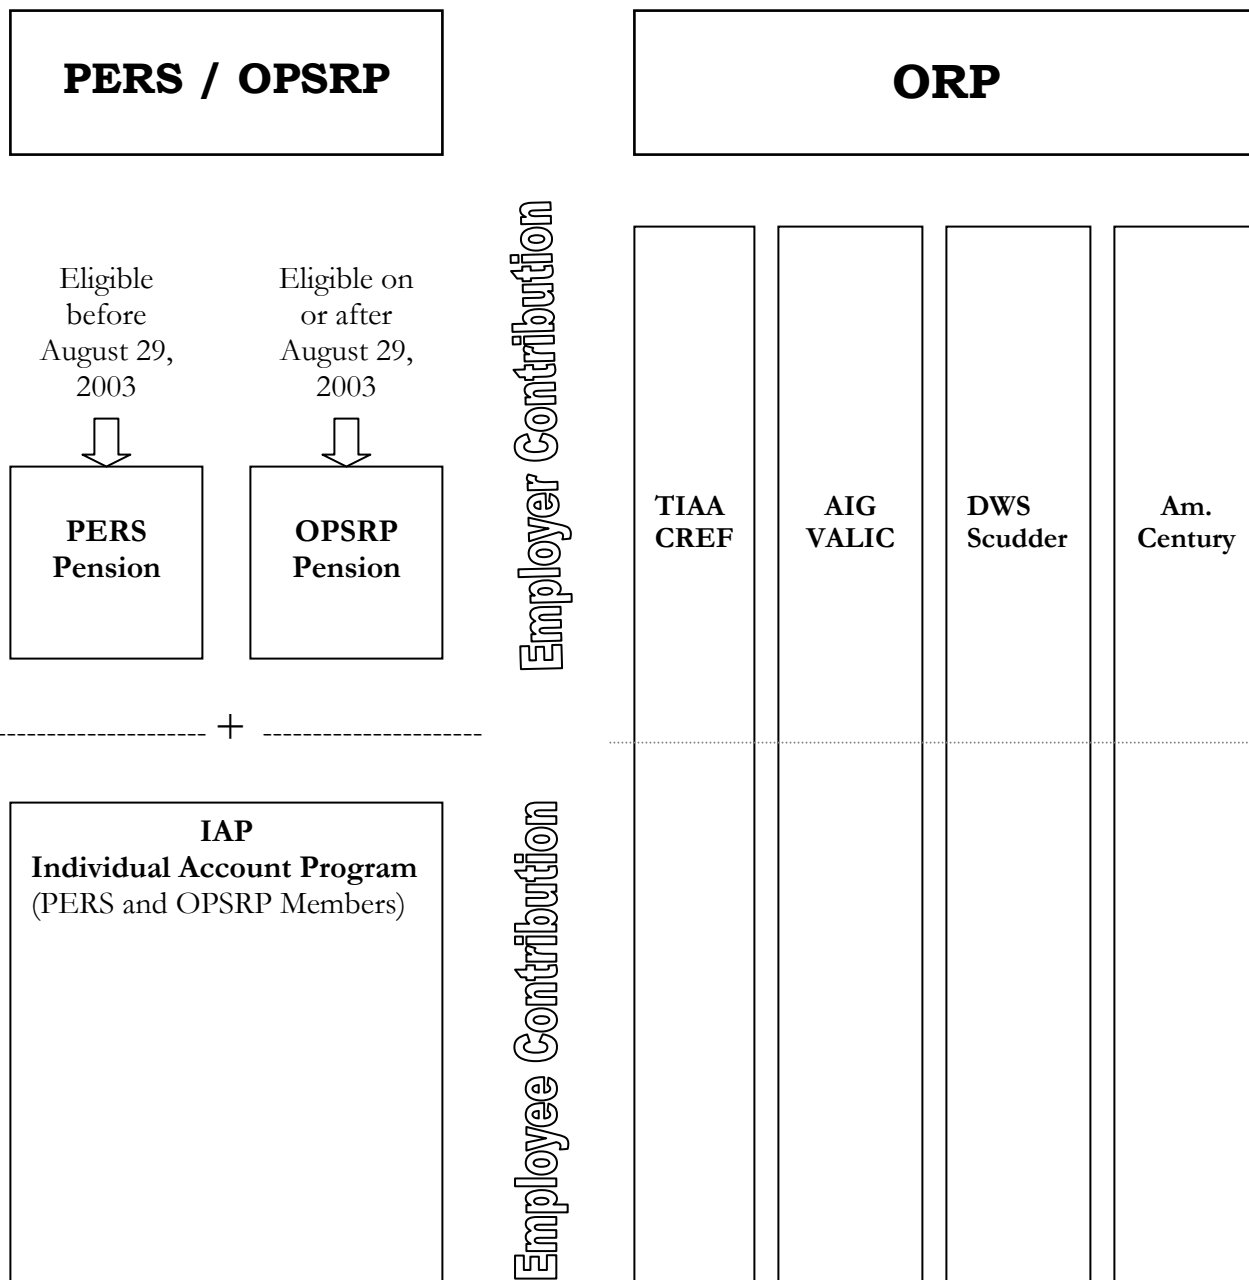 PERS / OPSRP
ORP
Eligible
before
August 29,
2003
Eligible on
or after
August 29,
2003
PERS
Pension
OPSRP
Pension
Employer Contribution
TIAA
CREF
AIG
VALIC
DWS
Scudder
Am.
Century
+
IAP
Individual Account Program
(PERS and OPSRP Members)
Employee Contribution